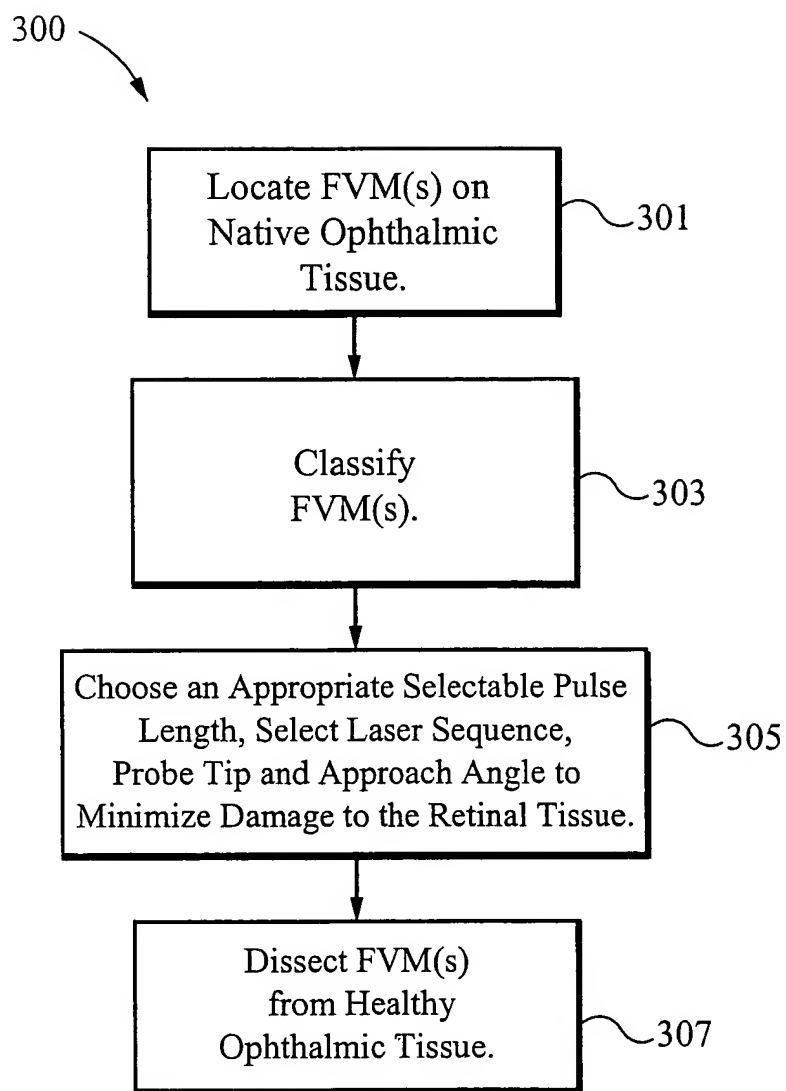 300
Locate FVM(s) on
Native Ophthalmic
Tissue.
301
Classify
FVM(s).
303
Choose an Appropriate Selectable Pulse
Length, Select Laser Sequence,
Probe Tip and Approach Angle to
Minimize Damage to the Retinal Tissue.
305
Dissect FVM(s)
from Healthy
Ophthalmic Tissue.
307